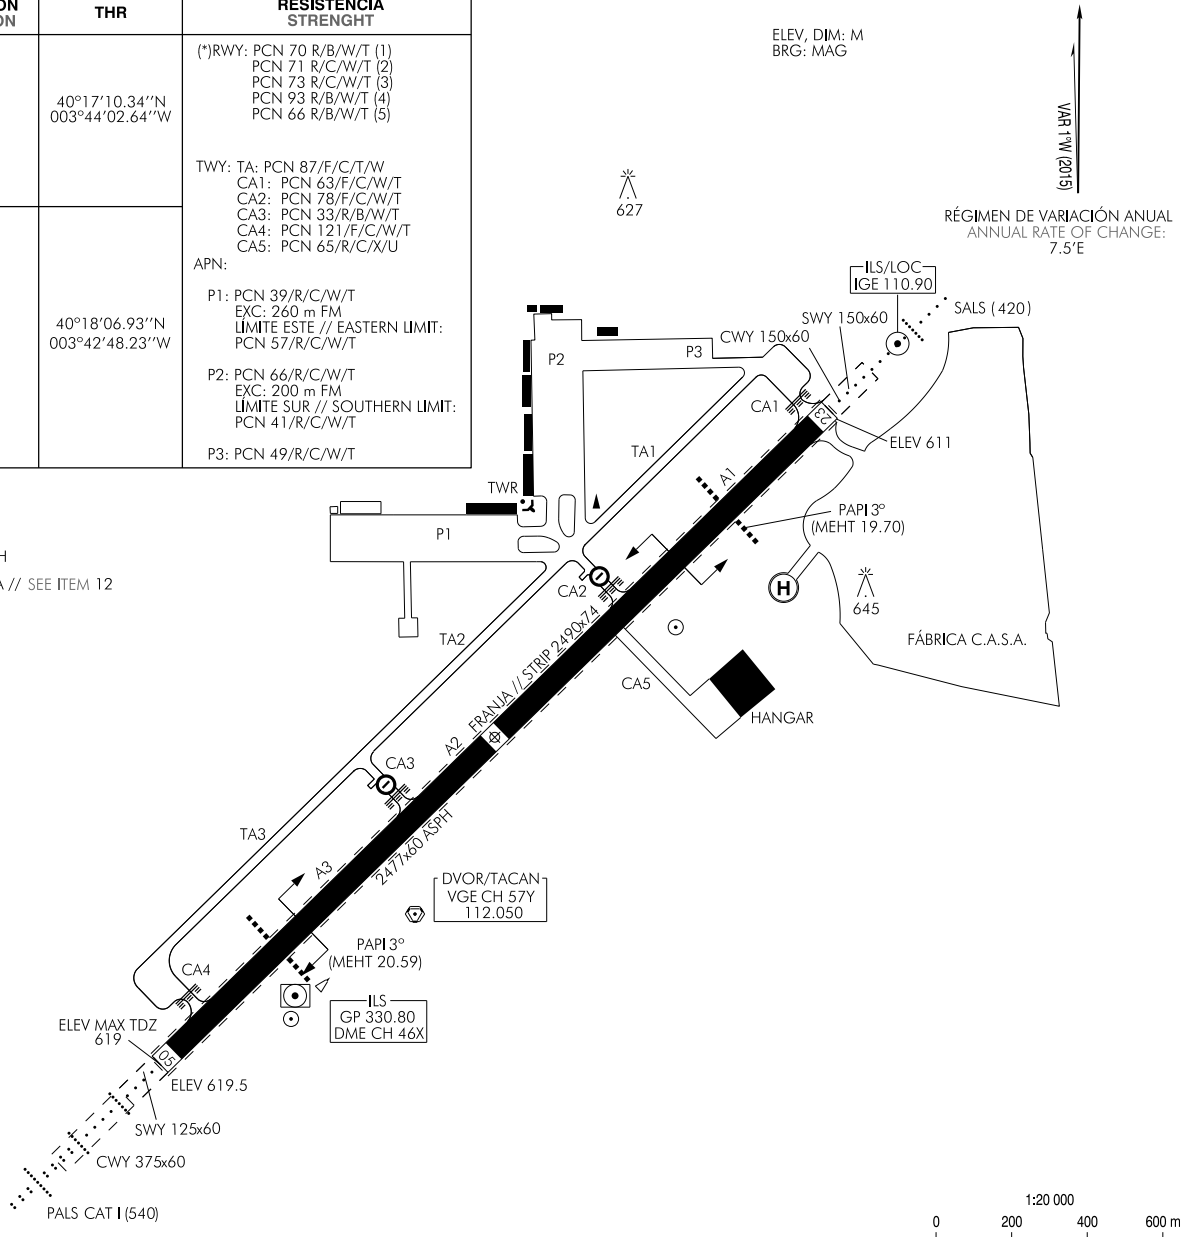 ON
ON
THR
RESISTENCIA
STRENGHT
40°17'10.34''N
003°44'02.64''W
(*)RWY: PCN 70 R/B/W/T (1)
PCN 71 R/C/W/T (2)
PCN 73 R/C/W/T (3)
PCN 93 R/B/W/T (4)
PCN 66 R/B/W/T (5)
TWY: TA: PCN 87/F/C/T/W
CA1: PCN 63/F/C/W/T
CA2: PCN 78/F/C/W/T
CA3: PCN 33/R/B/W/T
CA4: PCN 121/F/C/W/T
CA5: PCN 65/R/C/X/U
APN:
40°18'06.93''N
003°42'48.23''W
P1: PCN 39/R/C/W/T
EXC: 260 m FM
LÍMITE ESTE // EASTERN LIMIT:
PCN 57/R/C/W/T
P2: PCN 66/R/C/W/T
EXC: 200 m FM
LÍMITE SUR // SOUTHERN LIMIT:
PCN 41/R/C/W/T
P3: PCN 49/R/C/W/T
H
A // SEE ITEM 12
ELEV, DIM: M
BRG: MAG
VAR 1°W (2015)
RÉGIMEN DE VARIACIÓN ANUAL
ANNUAL RATE OF CHANGE:
7.5'E
627
ILS/LOC
IGE 110.90
SALS (420)
SWY 150x60
CWY 150x60
P2
P3
CA1
23
ELEV 611
TA1
A1
TWR
PAPI 3°
(MEHT 19.70)
P1
CA2
H
645
TA2
FÁBRICA C.A.S.A.
FRANJA // STRIP 2490x74
CA5
HANGAR
A2
CA3
TA3
2477x60 ASPH
A3
DVOR/TACAN
VGE CH 57Y
112.050
PAPI 3°
(MEHT 20.59)
CA4
ILS
GP 330.80
DME CH 46X
ELEV MAX TDZ
619
05
ELEV 619.5
SWY 125x60
CWY 375x60
PALS CAT I (540)
1:20 000
0 200 400 600 m